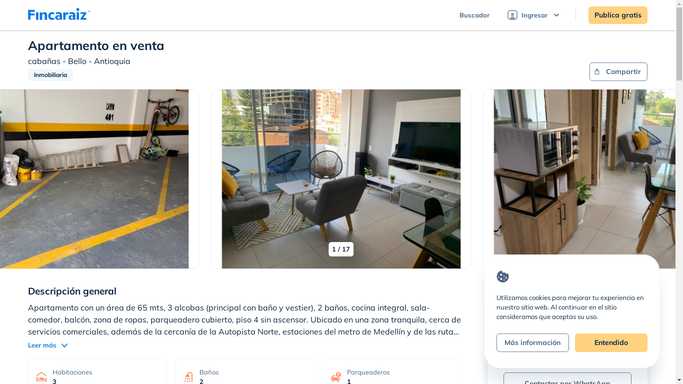 Fincaraiz
Buscador
Ingresar
Publica gratis
Apartamento en venta
cabañas - Bello - Antioquia
Inmobiliaria
Compartir
1 / 17
Descripción general
Apartamento con un área de 65 mts, 3 alcobas (principal con baño y vestier), 2 baños, cocina integral, sala-
comedor, balcón, zona de ropas, parqueadero cubierto, piso 4 sin ascensor. Ubicada en una zona tranquila, cerca de
servicios comerciales, además de la cercanía de la Autopista Norte, estaciones del metro de Medellín y de las ruta...
Leer más
Habitaciones
3
Baños
2
Parqueaderos
1
Utilizamos cookies para mejorar tu experiencia en
nuestro sitio web. Al continuar en el sitio
consideramos que aceptas su uso.
Más información
Entendido
Contactar por WhatsApp